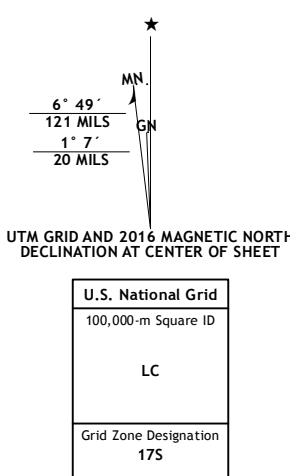 ★
MN
6° 49´
121 MILS
GN
1° 7´
20 MILS
UTM GRID AND 2016 MAGNETIC NORTH
DECLINATION AT CENTER OF SHEET
U.S. National Grid
100,000-m Square ID
LC
Grid Zone Designation
17S